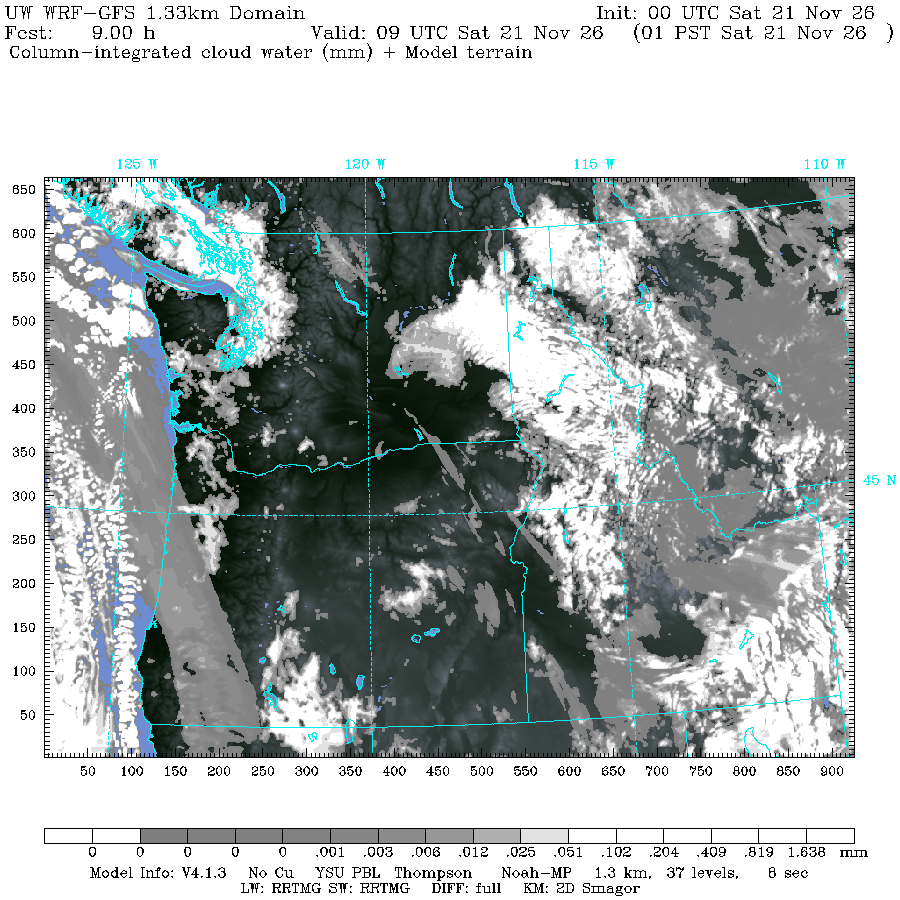 UW WRF-GFS 1.33km Domain Init: 00 UTC Sat 21 Nov 26
Fcst: 9.00 h Valid: 09 UTC Sat 21 Nov 26 (01 PST Sat 21 Nov 26 )
Column-integrated cloud water (mm) + Model terrain
125 W 120 W 115 W 110 W
650
600
550
500
450
400
350
300
250
200
150
100
50
45 N
50 100 150 200 250 300 350 400 450 500 550 600 650 700 750 800 850 900
0 0 0 0 0 .001 .003 .006 .012 .025 .051 .102 .204 .409 .819 1.638 mm
Model Info: V4.1.3 No Cu YSU PBL Thompson Noah-MP 1.3 km, 37 levels, 8 sec
LW: RRTMG SW: RRTMG DIFF: full KM: 2D Smagor